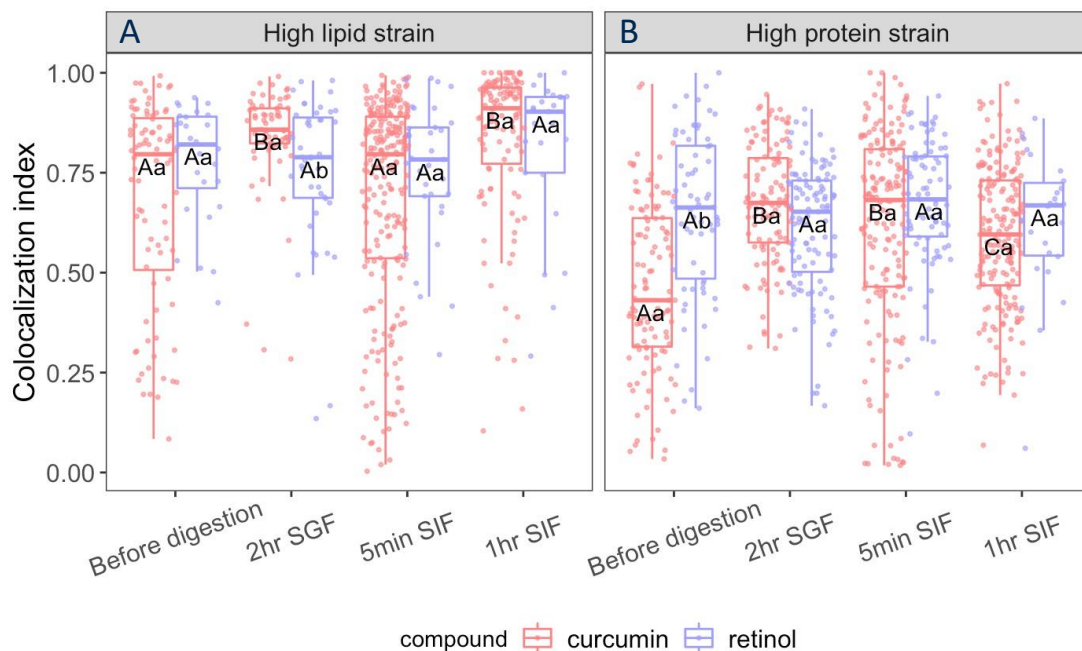 A High lipid strain
B High protein strain
Colocalization index
1.00
0.75
0.50
0.25
0.00
Aa Aa Ba Ab Aa Aa Ba Aa
Aa Ab Ba Aa Ba Aa Ca Aa
Before digestion 2hr SGF 5min SIF 1hr SIF
Before digestion 2hr SGF 5min SIF 1hr SIF
compound curcumin retinol